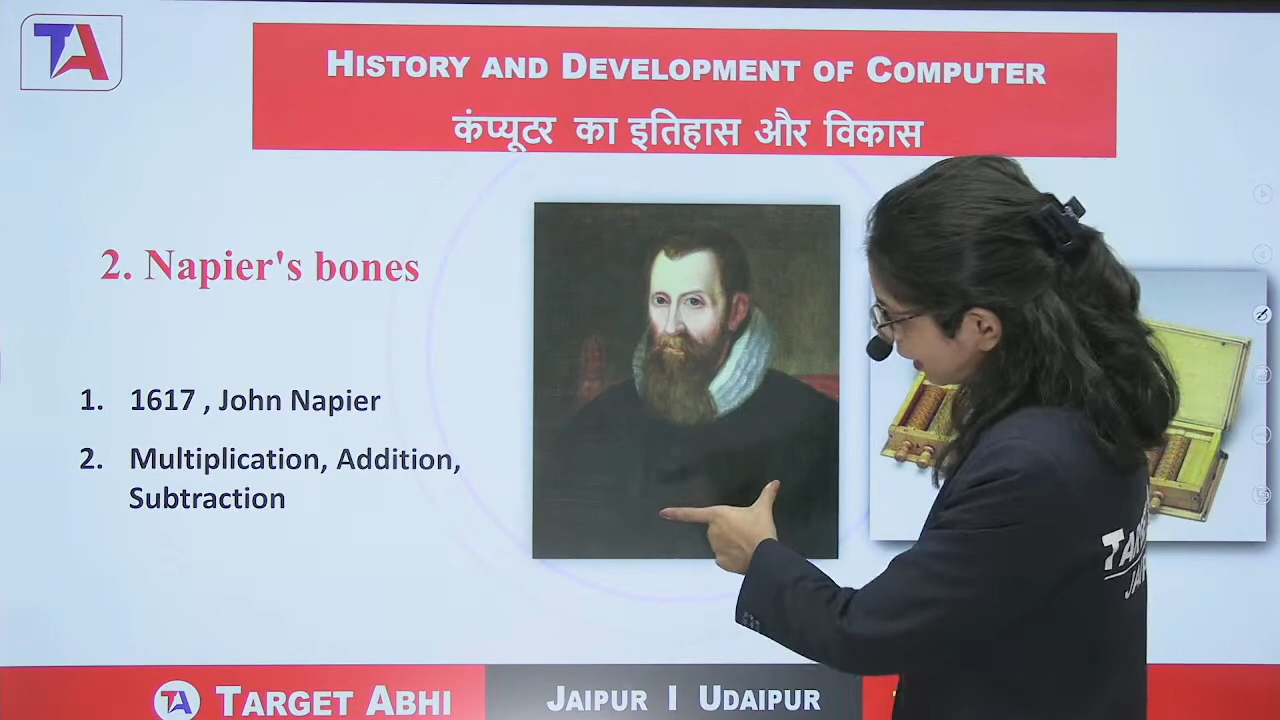 TA
HISTORY AND DEVELOPMENT OF COMPUTER
कंप्यूटर का इतिहास और विकास
2. Napier's bones
1. 1617 , John Napier
2. Multiplication, Addition,
Subtraction
TA TARGET ABHI
JAIPUR I UDAIPUR